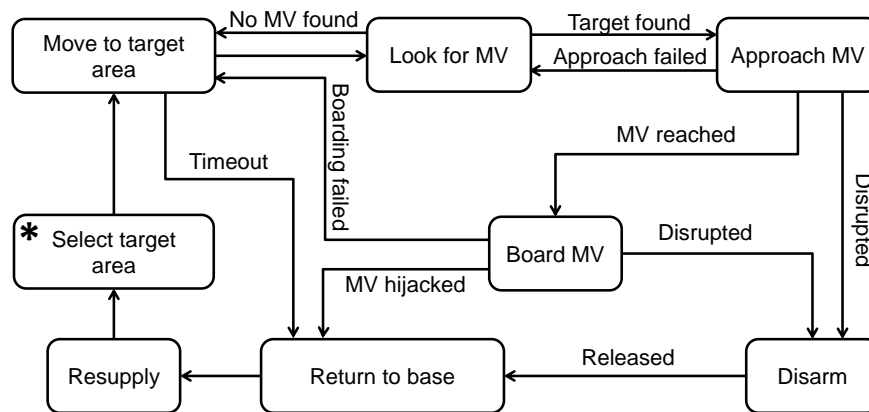 No MV found
Target found
Move to target
area
Look for MV
Approach MV
Approach failed
Boarding failed
MV reached
Timeout
Disrupted
* Select target
area
Board MV
Disrupted
MV hijacked
Resupply
Return to base
Released
Disarm